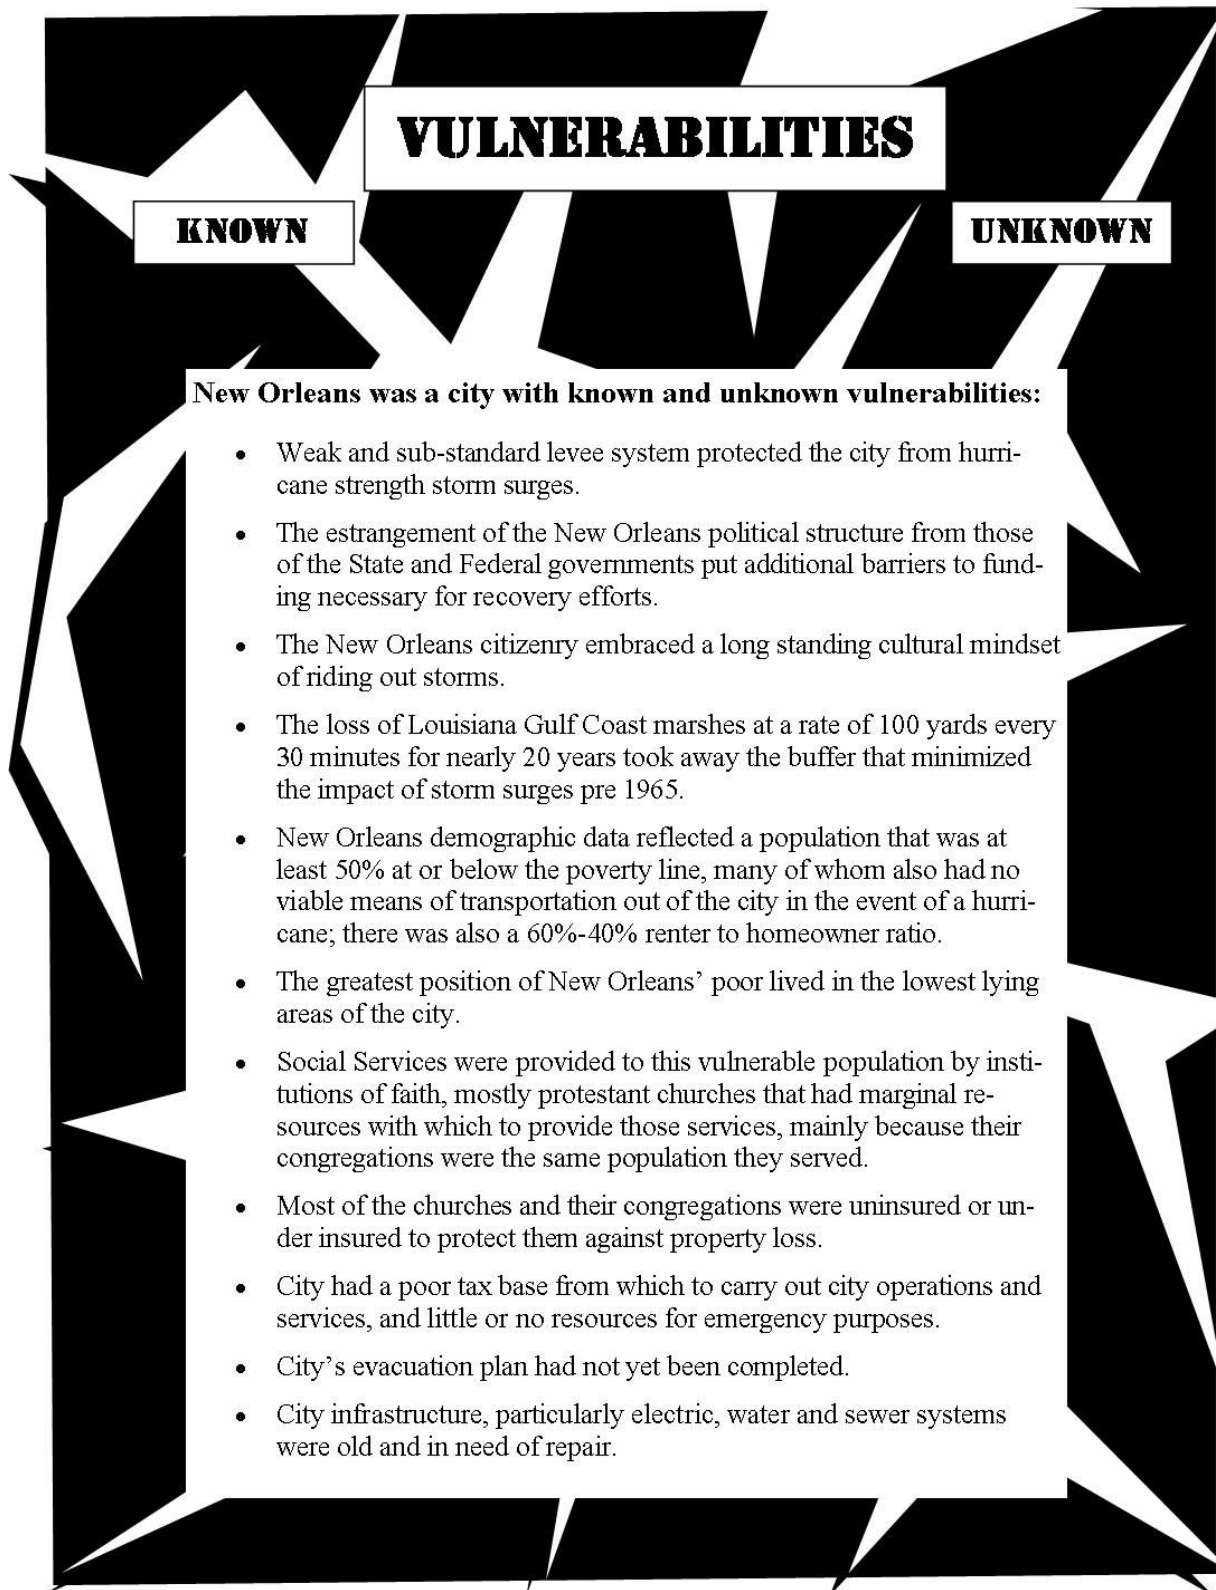 VULNERABILITIES
KNOWN
UNKNOWN
New Orleans was a city with known and unknown vulnerabilities:
• Weak and sub-standard levee system protected the city from hurri-
cane strength storm surges.
• The estrangement of the New Orleans political structure from those
of the State and Federal governments put additional barriers to fund-
ing necessary for recovery efforts.
• The New Orleans citizenry embraced a long standing cultural mindset
of riding out storms.
• The loss of Louisiana Gulf Coast marshes at a rate of 100 yards every
30 minutes for nearly 20 years took away the buffer that minimized
the impact of storm surges pre 1965.
• New Orleans demographic data reflected a population that was at
least 50% at or below the poverty line, many of whom also had no
viable means of transportation out of the city in the event of a hurri-
cane; there was also a 60%-40% renter to homeowner ratio.
• The greatest position of New Orleans’ poor lived in the lowest lying
areas of the city.
• Social Services were provided to this vulnerable population by insti-
tutions of faith, mostly protestant churches that had marginal re-
sources with which to provide those services, mainly because their
congregations were the same population they served.
• Most of the churches and their congregations were uninsured or un-
der insured to protect them against property loss.
• City had a poor tax base from which to carry out city operations and
services, and little or no resources for emergency purposes.
• City’s evacuation plan had not yet been completed.
• City infrastructure, particularly electric, water and sewer systems
were old and in need of repair.